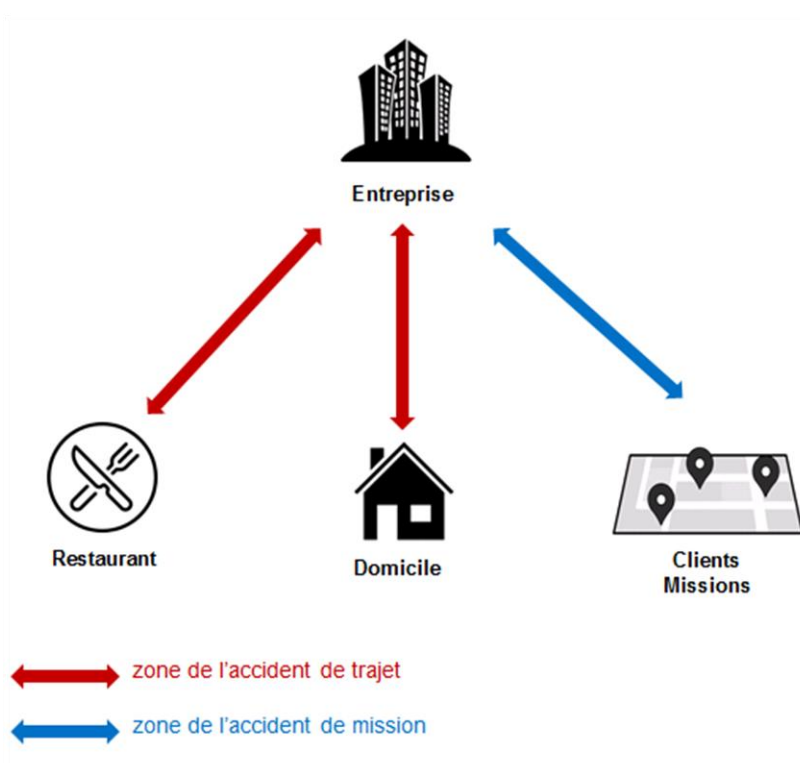 Entreprise
Restaurant
Domicile
Clients
Missions
zone de l'accident de trajet
zone de l'accident de mission